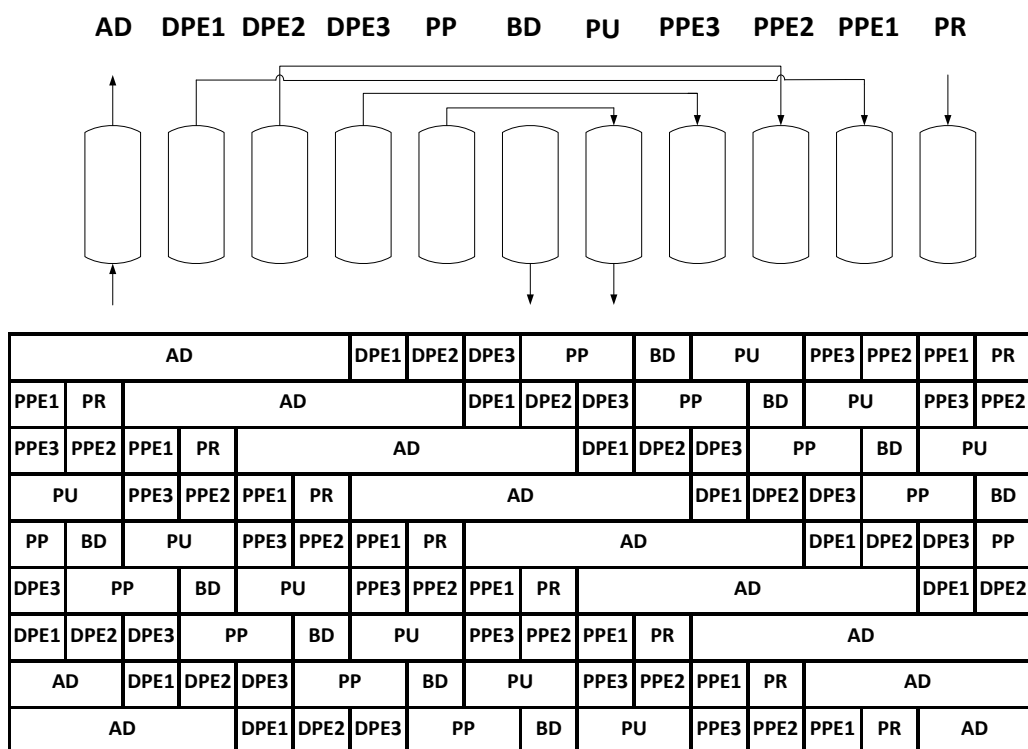 AD DPE1 DPE2 DPE3 PP BD PU PPE3 PPE2 PPE1 PR
AD DPE1 DPE2 DPE3 PP BD PU PPE3 PPE2 PPE1 PR
PPE1 PR AD DPE1 DPE2 DPE3 PP BD PU PPE3 PPE2
PPE3 PPE2 PPE1 PR AD DPE1 DPE2 DPE3 PP BD PU
PU PPE3 PPE2 PPE1 PR AD DPE1 DPE2 DPE3 PP BD
PP BD PU PPE3 PPE2 PPE1 PR AD DPE1 DPE2 DPE3 PP
DPE3 PP BD PU PPE3 PPE2 PPE1 PR AD DPE1 DPE2
DPE1 DPE2 DPE3 PP BD PU PPE3 PPE2 PPE1 PR AD
AD DPE1 DPE2 DPE3 PP BD PU PPE3 PPE2 PPE1 PR AD
AD DPE1 DPE2 DPE3 PP BD PU PPE3 PPE2 PPE1 PR AD